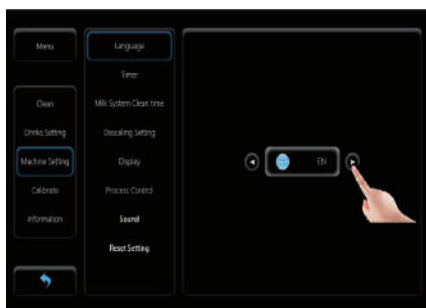 Menu
Clean
Drinks Setting
Machine Setting
Calibrate
Information
Language
Timer
Milk System Clean time
Descaling Setting
Display
Process Control
Sound
Reset Setting
EN